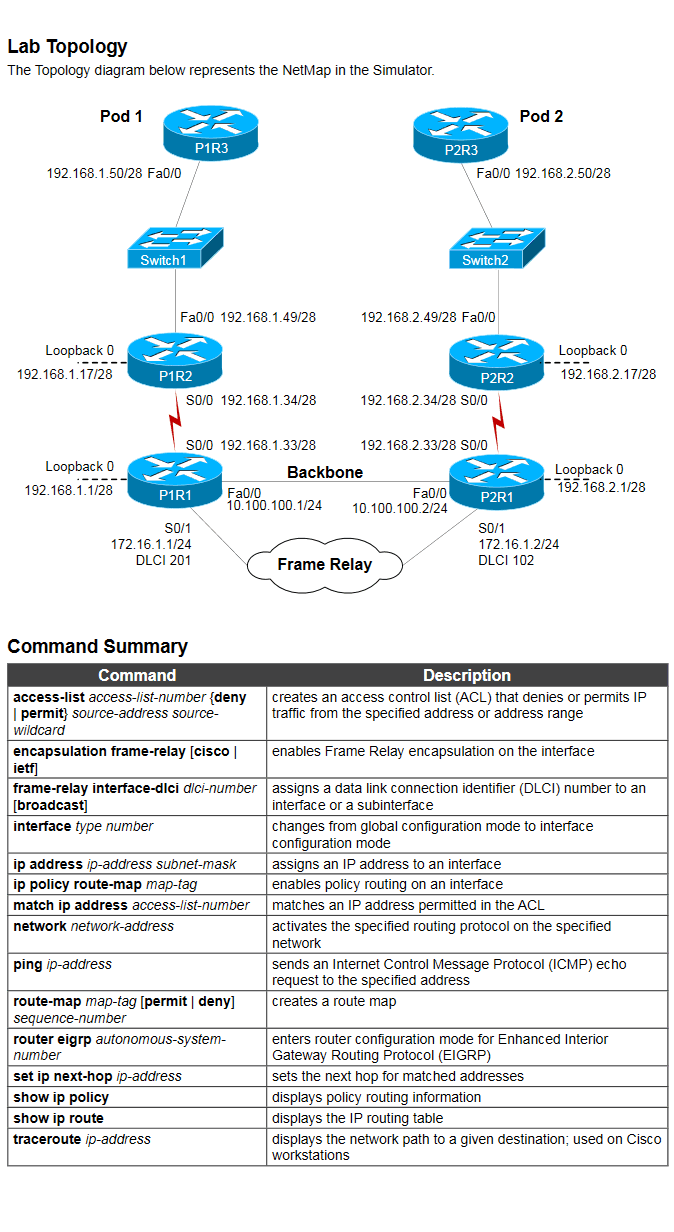 Lab Topology
The Topology diagram below represents the NetMap in the Simulator.
Pod 1
Pod 2
P1R3
P2R3
192.168.1.50/28 Fa0/0
Fa0/0 192.168.2.50/28
Switch1
Switch2
Fa0/0 192.168.1.49/28
192.168.2.49/28 Fa0/0
Loopback 0
Loopback 0
192.168.1.17/28
P1R2
P2R2
192.168.2.17/28
S0/0 192.168.1.34/28
192.168.2.34/28 S0/0
S0/0 192.168.1.33/28
192.168.2.33/28 S0/0
Loopback 0
Backbone
Loopback 0
192.168.1.1/28
P1R1
P2R1
192.168.2.1/28
Fa0/0
Fa0/0
10.100.100.1/24
10.100.100.2/24
S0/1
S0/1
172.16.1.1/24
172.16.1.2/24
DLCI 201
DLCI 102
Frame Relay
Command Summary
Command
Description
access-list access-list-number {deny
| permit} source-address source-
wildcard
creates an access control list (ACL) that denies or permits IP
traffic from the specified address or address range
encapsulation frame-relay [cisco |
ietf]
enables Frame Relay encapsulation on the interface
frame-relay interface-dlci dlci-number
[broadcast]
assigns a data link connection identifier (DLCI) number to an
interface or a subinterface
interface type number
changes from global configuration mode to interface
configuration mode
ip address ip-address subnet-mask
assigns an IP address to an interface
ip policy route-map map-tag
enables policy routing on an interface
match ip address access-list-number
matches an IP address permitted in the ACL
network network-address
activates the specified routing protocol on the specified
network
ping ip-address
sends an Internet Control Message Protocol (ICMP) echo
request to the specified address
route-map map-tag [permit | deny]
sequence-number
creates a route map
router eigrp autonomous-system-
number
enters router configuration mode for Enhanced Interior
Gateway Routing Protocol (EIGRP)
set ip next-hop ip-address
sets the next hop for matched addresses
show ip policy
displays policy routing information
show ip route
displays the IP routing table
traceroute ip-address
displays the network path to a given destination; used on Cisco
workstations